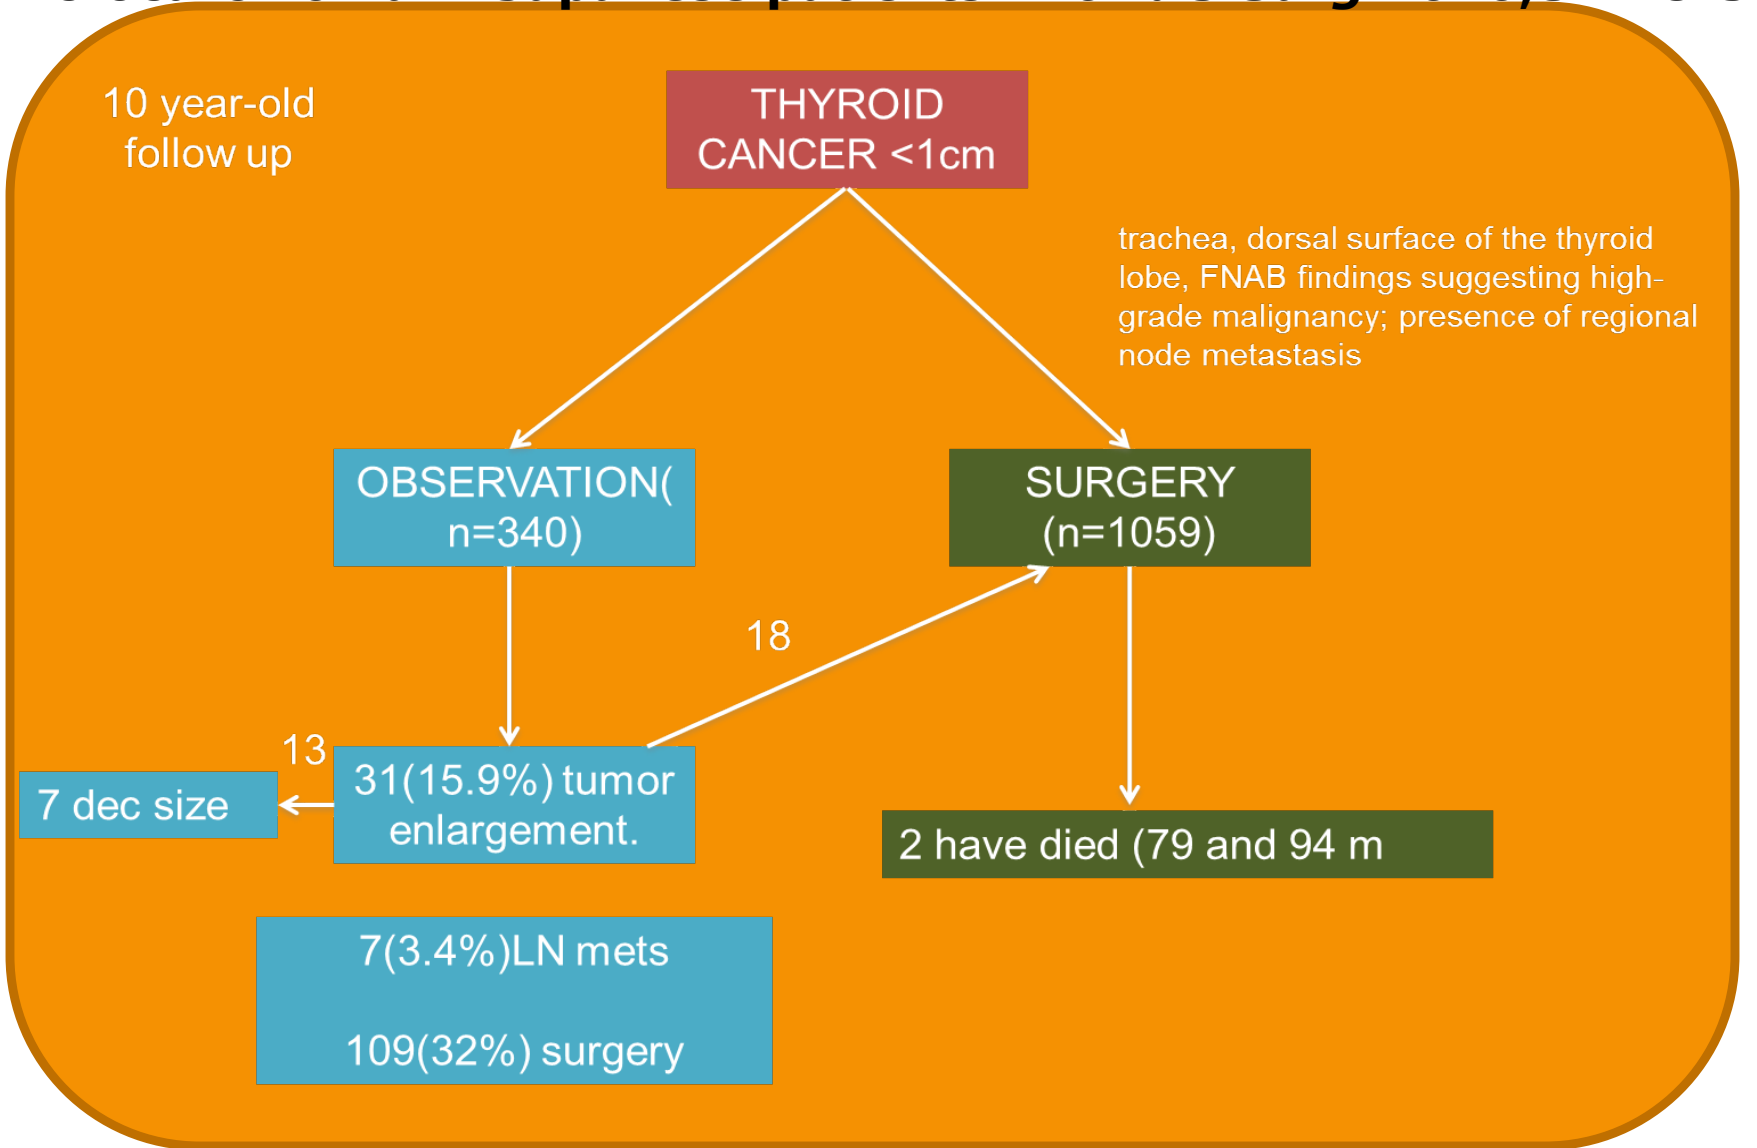 10 year-old
follow up
THYROID
CANCER <1cm
trachea, dorsal surface of the thyroid
lobe, FNAB findings suggesting high-
grade malignancy; presence of regional
node metastasis
OBSERVATION(
n=340)
SURGERY
(n=1059)
18
13
7 dec size
31(15.9%) tumor
enlargement.
2 have died (79 and 94 m
7(3.4%)LN mets
109(32%) surgery